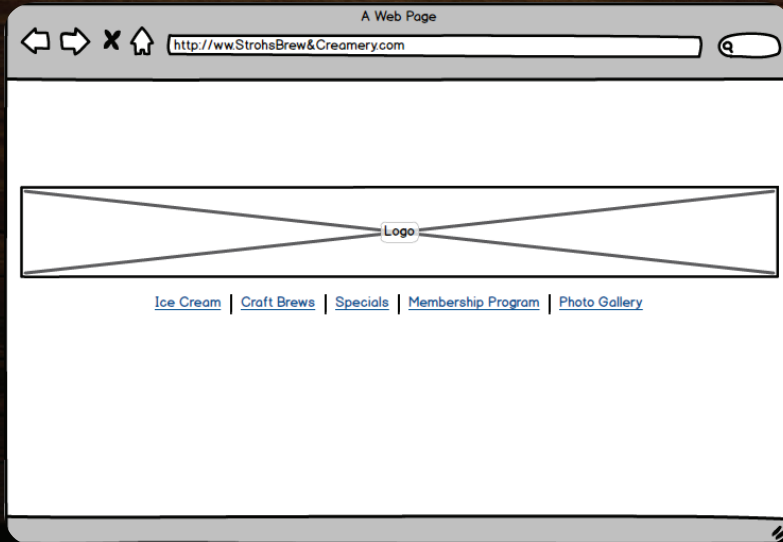 A Web Page
http://ww.StrohsBrew&Creamery.com
Logo
Ice Cream | Craft Brews | Specials | Membership Program | Photo Gallery